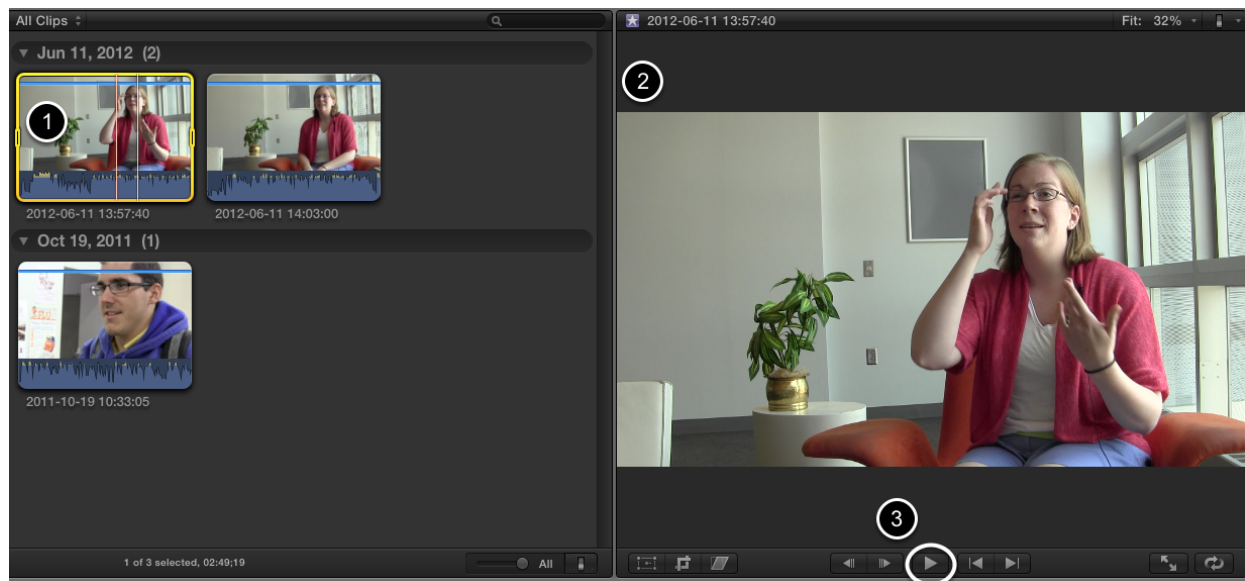 All Clips
2012-06-11 13:57:40
Fit: 32%
Jun 11, 2012 (2)
1
2
2012-06-11 13:57:40
2012-06-11 14:03:00
Oct 19, 2011 (1)
2011-10-19 10:33:05
3
1 of 3 selected, 02:49;19
All